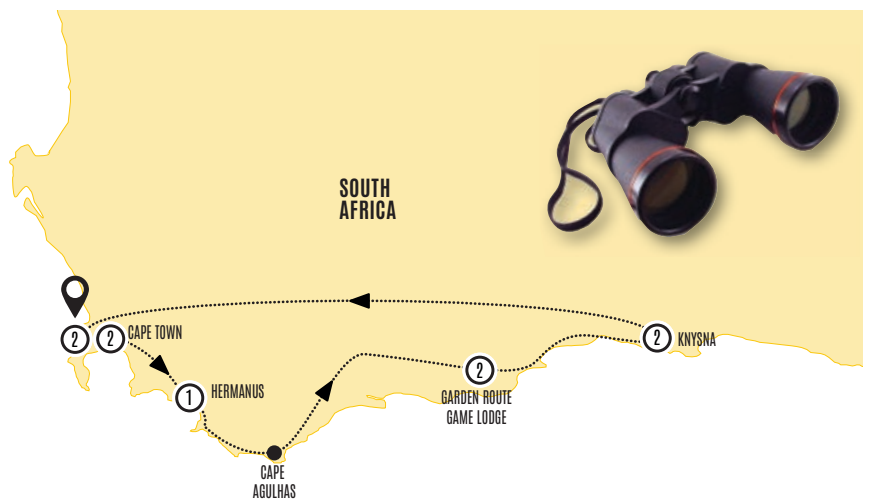 SOUTH
AFRICA
2
2
CAPE TOWN
1
HERMANUS
CAPE
AGULHAS
2
GARDEN ROUTE
GAME LODGE
2
KNYSNA